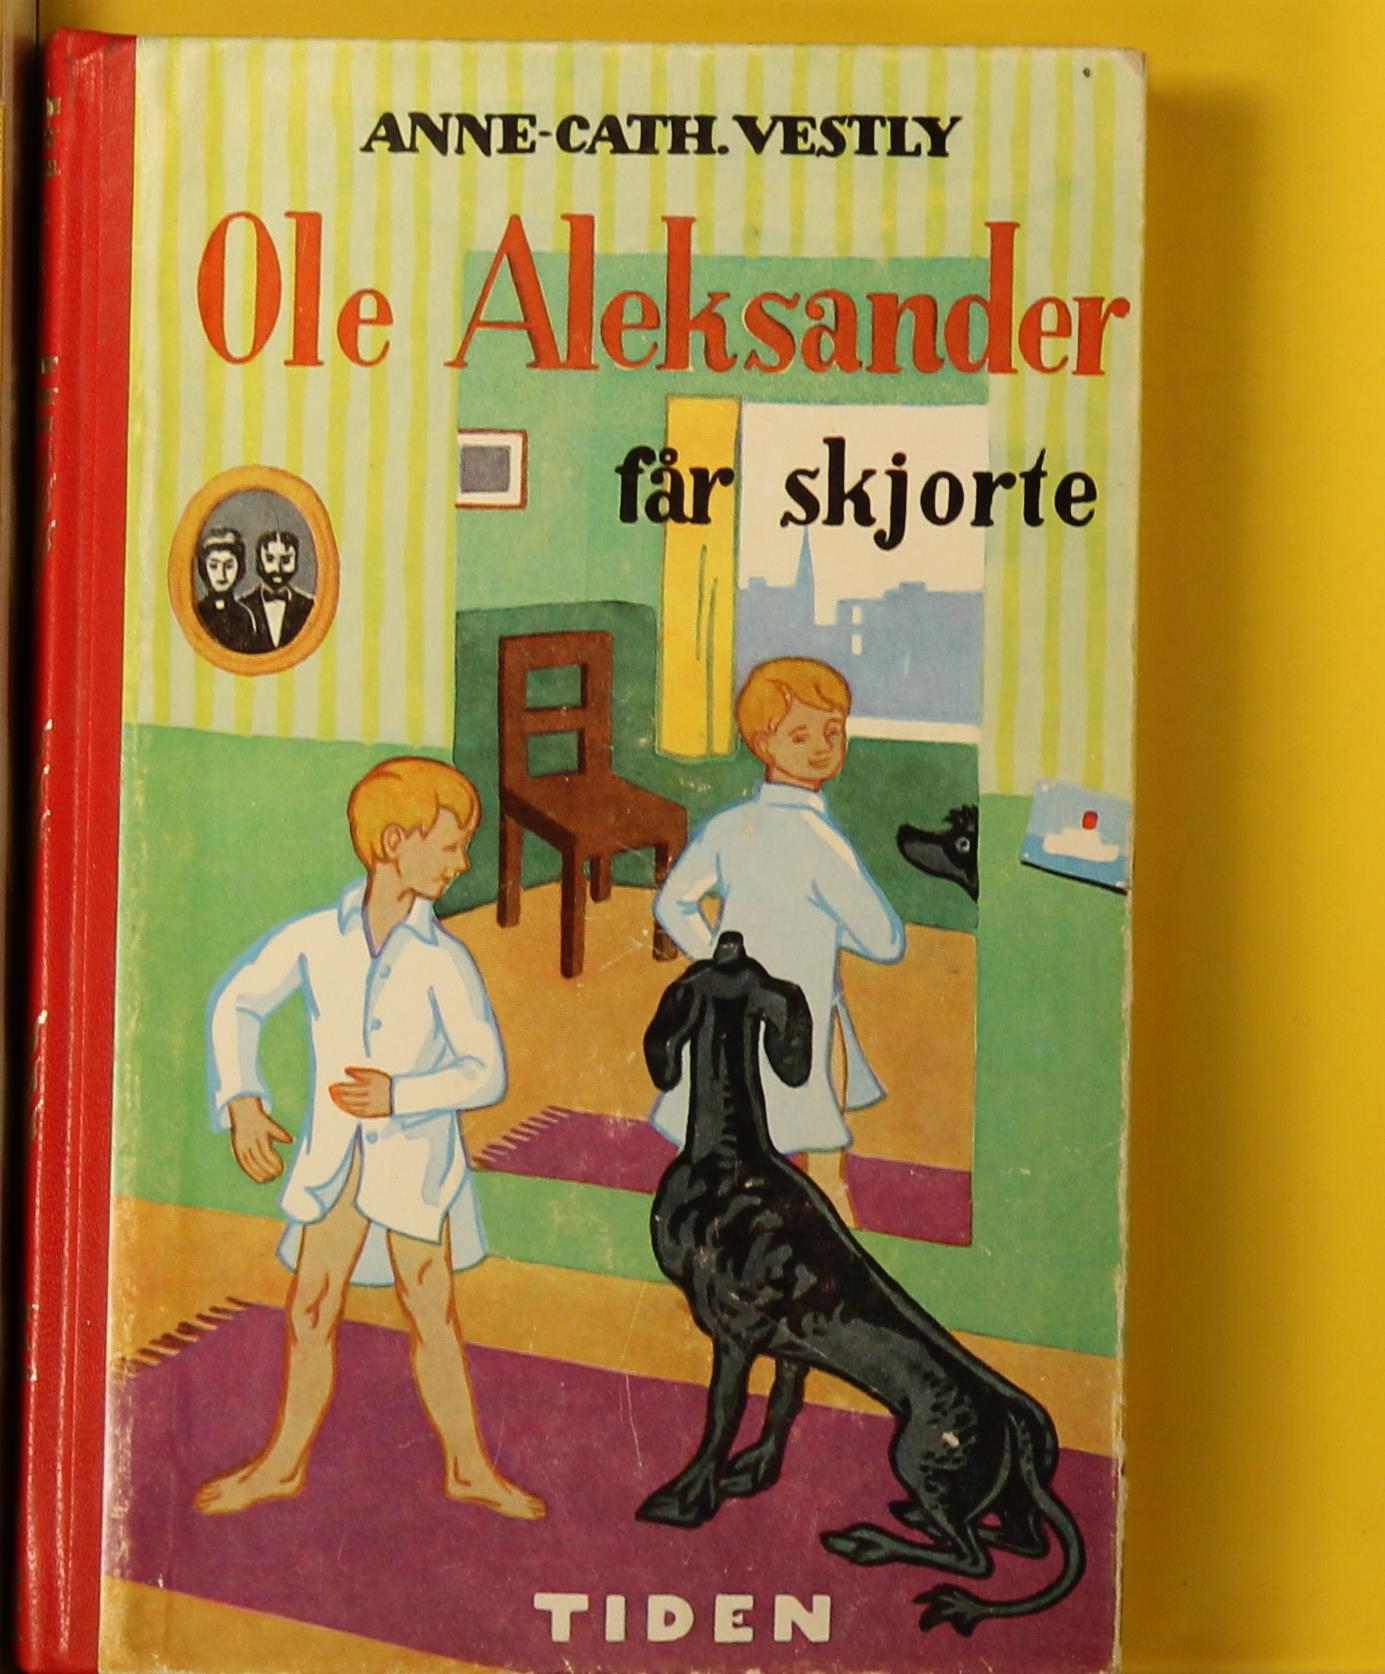 ANNE-CATH. VESTLY
Ole Aleksander
får skjorte
TIDEN